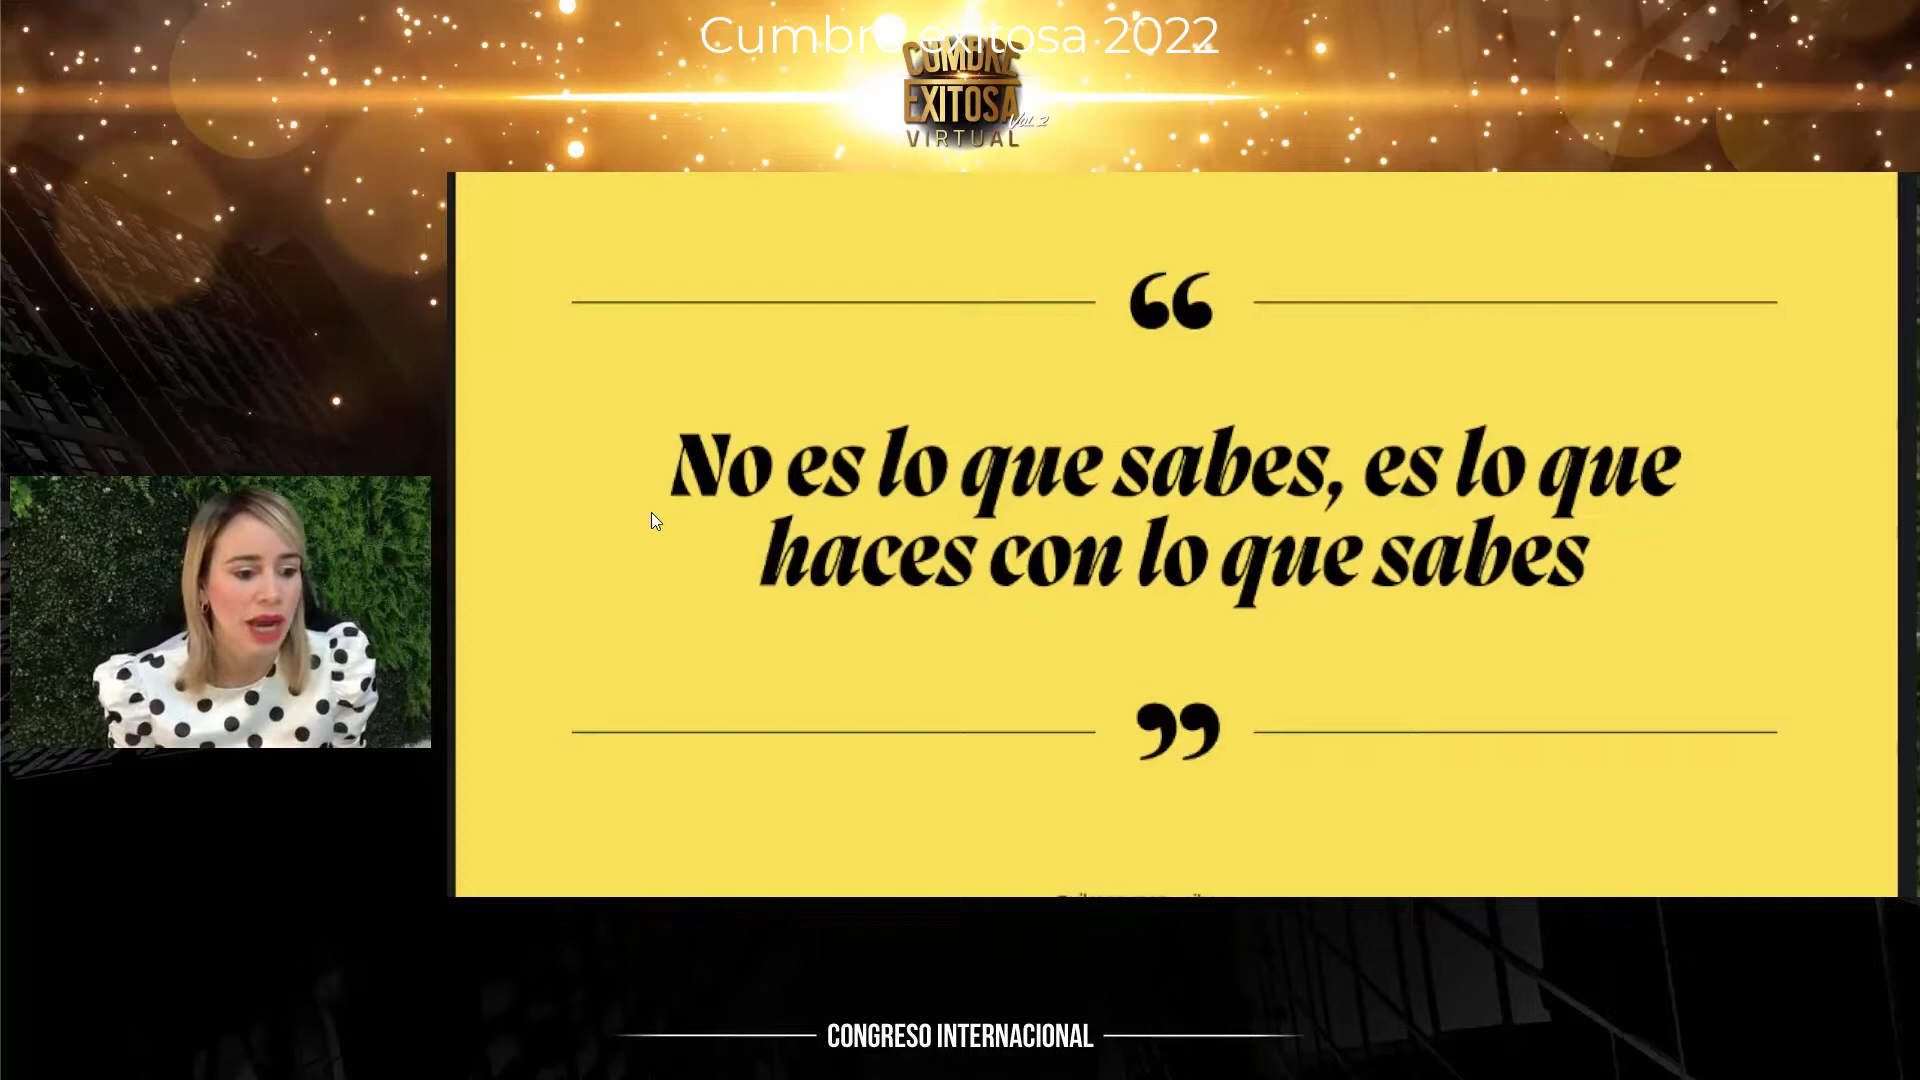 Cumbre exitosa 2022
CUMBRE
EXITOSA
Vol. 2
VIRTUAL
“
No es lo que sabes, es lo que
haces con lo que sabes
”
CONGRESO INTERNACIONAL